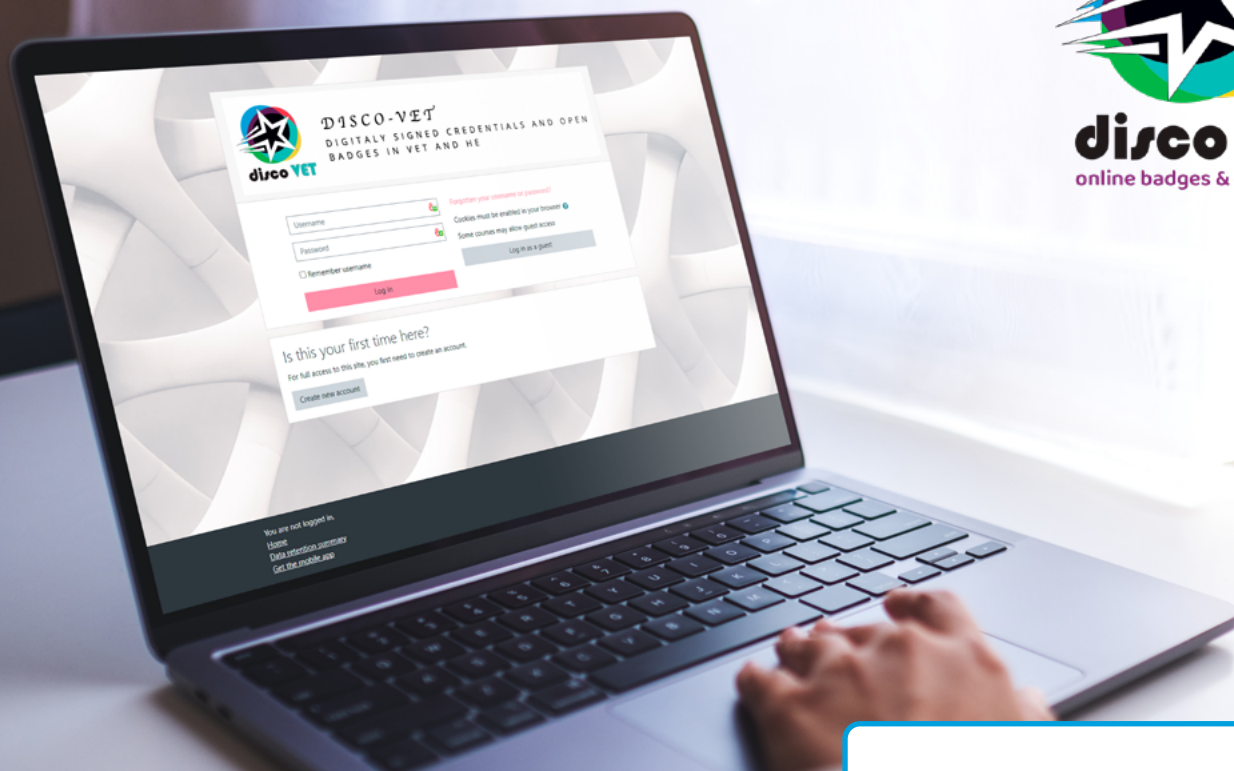 disco
online badges &
DISCO-VET
DIGITALY SIGNED CREDENTIALS AND OPEN
BADGES IN VET AND HE
disco VET
Username
Password
Remember username
Log in
Forgotten your username or password?
Cookies must be enabled in your browser
Some courses may allow guest access
Log in as a guest
Is this your first time here?
For full access to this site, you first need to create an account.
Create new account
You are not logged in.
Home
Data retention summary
Get the mobile app